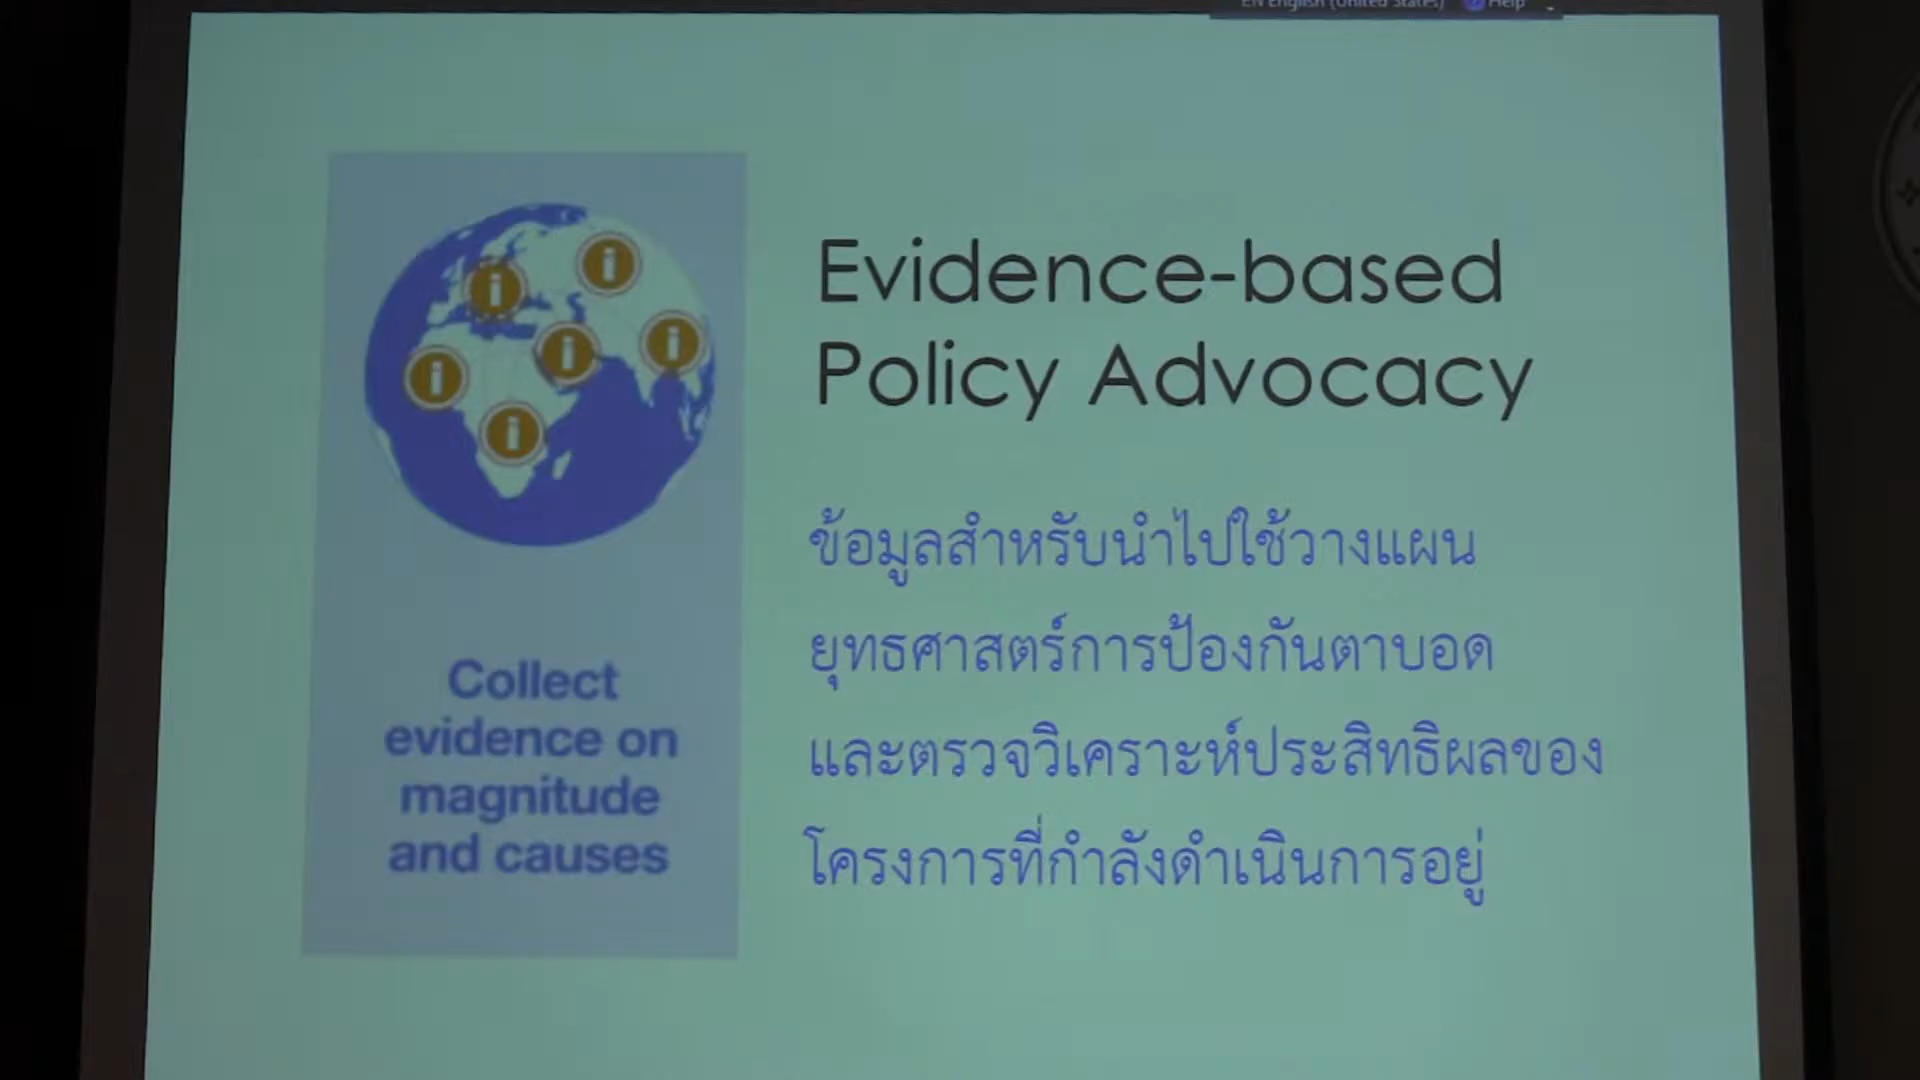 EN English (United States) Help
Evidence-based
Policy Advocacy
ข้อมูลสำหรับนำไปใช้วางแผน
ยุทธศาสตร์การป้องกันตาบอด
และตรวจวิเคราะห์ประสิทธิผลของ
โครงการที่กำลังดำเนินการอยู่
Collect
evidence on
magnitude
and causes